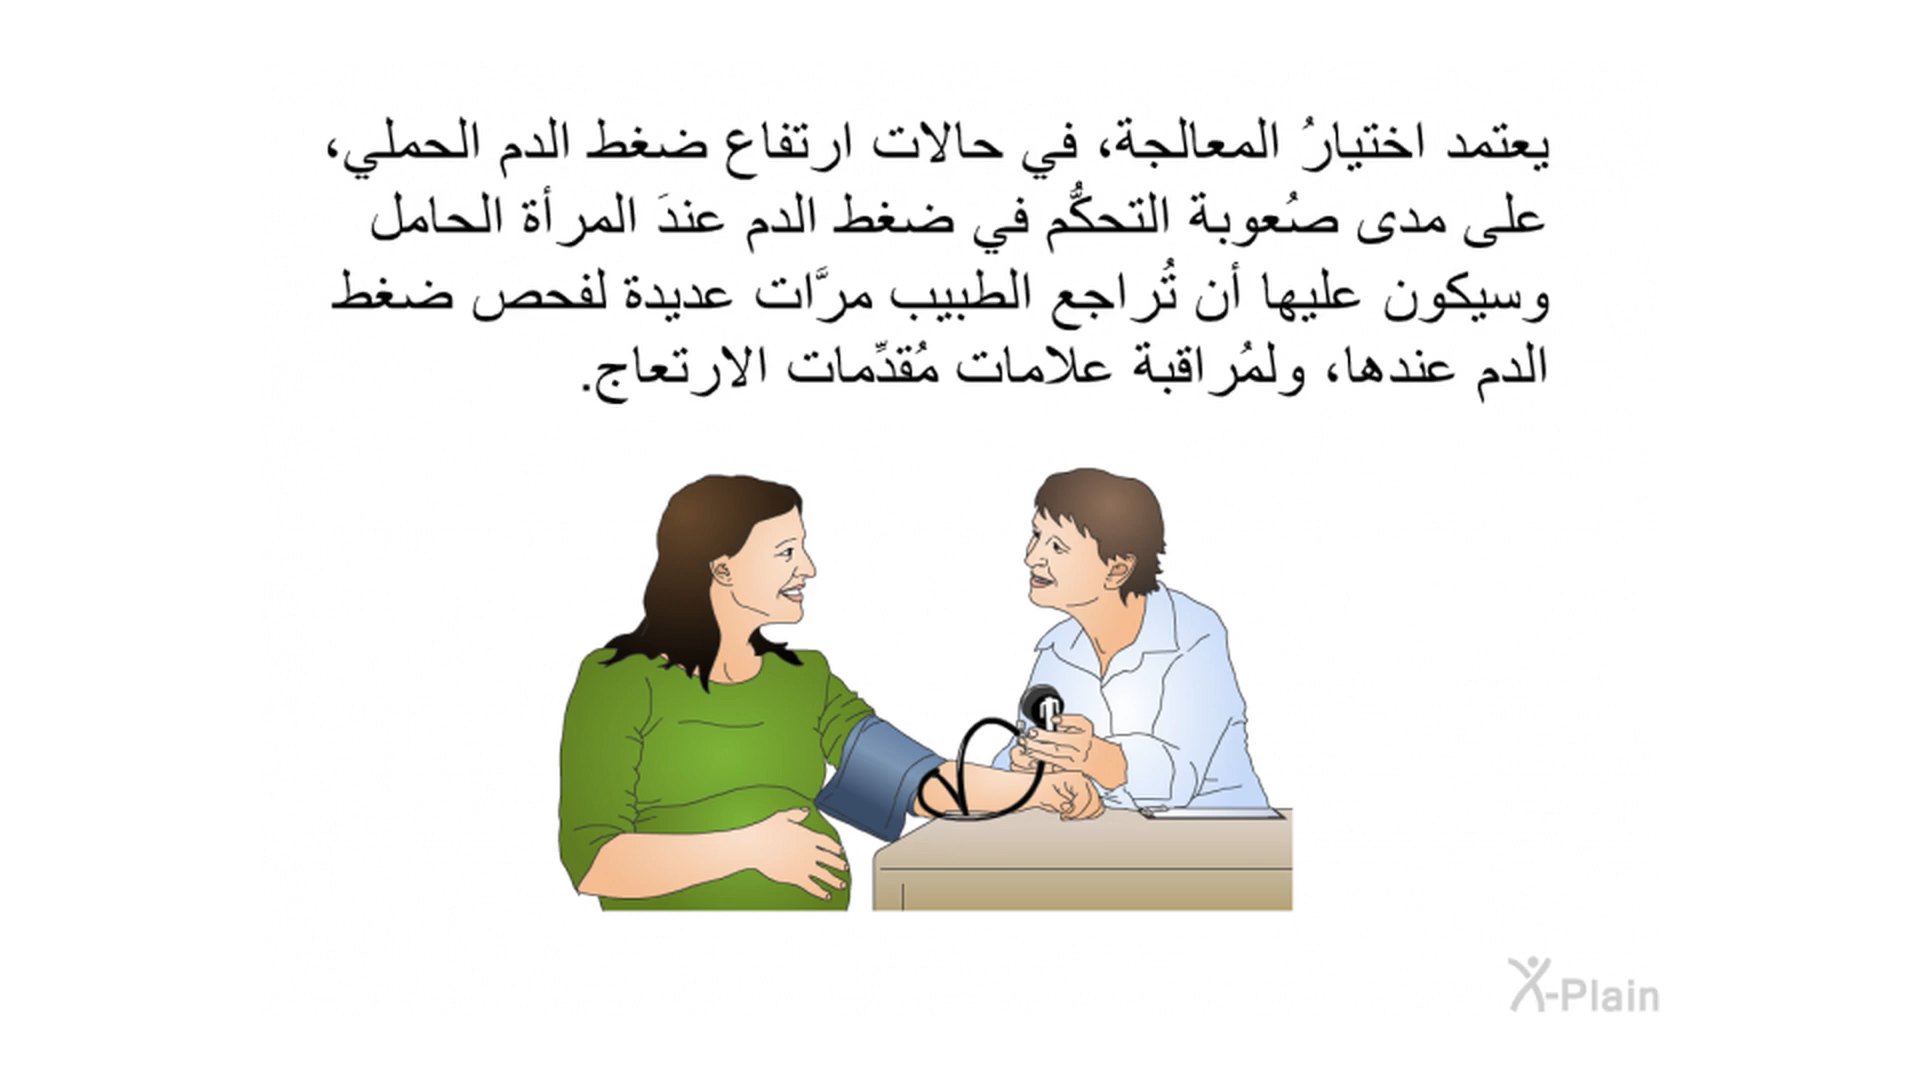 يعتمد اختيارُ المعالجة، في حالات ارتفاع ضغط الدم الحملي،
على مدى صُعوبة التحكُّم في ضغط الدم عندَ المرأة الحامل
وسيكون عليها أن تُراجع الطبيب مرَّات عديدة لفحص ضغط
الدم عندها، ولمُراقبة علامات مُقدِّمات الارتعاج.
X-Plain